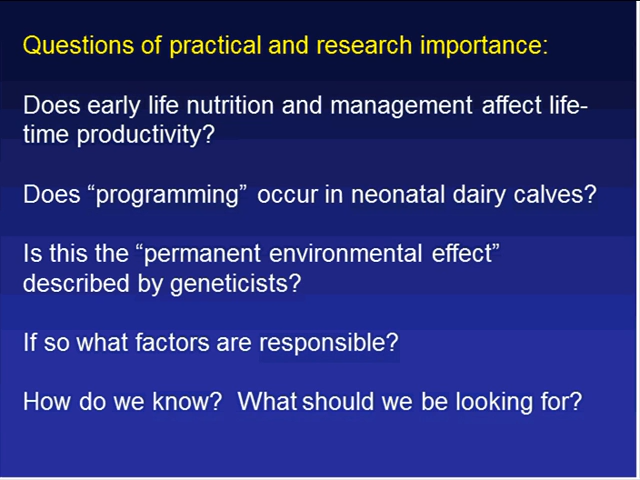 Questions of practical and research importance:
Does early life nutrition and management affect life-
time productivity?
Does “programming” occur in neonatal dairy calves?
Is this the “permanent environmental effect”
described by geneticists?
If so what factors are responsible?
How do we know?  What should we be looking for?